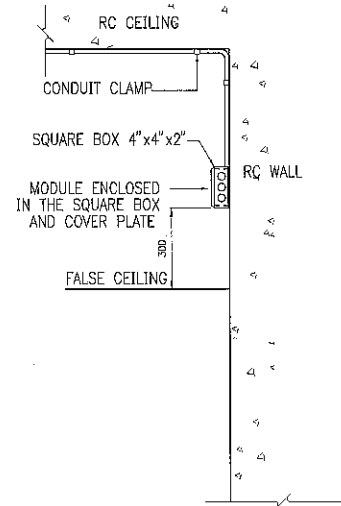 RC CEILING
CONDUIT CLAMP
SQUARE BOX 4"x4"x2"
RC WALL
MODULE ENCLOSED
IN THE SQUARE BOX
AND COVER PLATE
300
FALSE CEILING